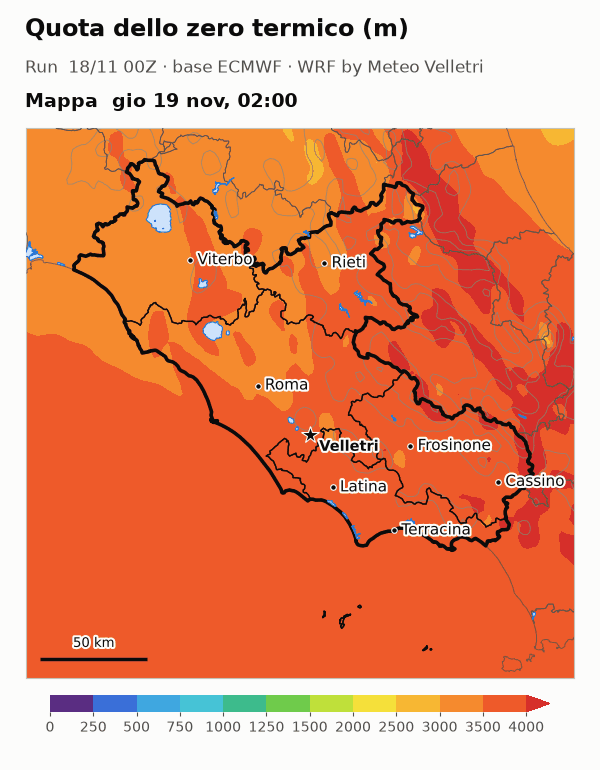 Quota dello zero termico (m)
Run 18/11 00Z · base ECMWF · WRF by Meteo Velletri
Mappa gio 19 nov, 02:00
Viterbo
Rieti
Roma
Velletri
Frosinone
Cassino
Latina
Terracina
50 km
0 250 500 750 1000 1250 1500 2000 2500 3000 3500 4000